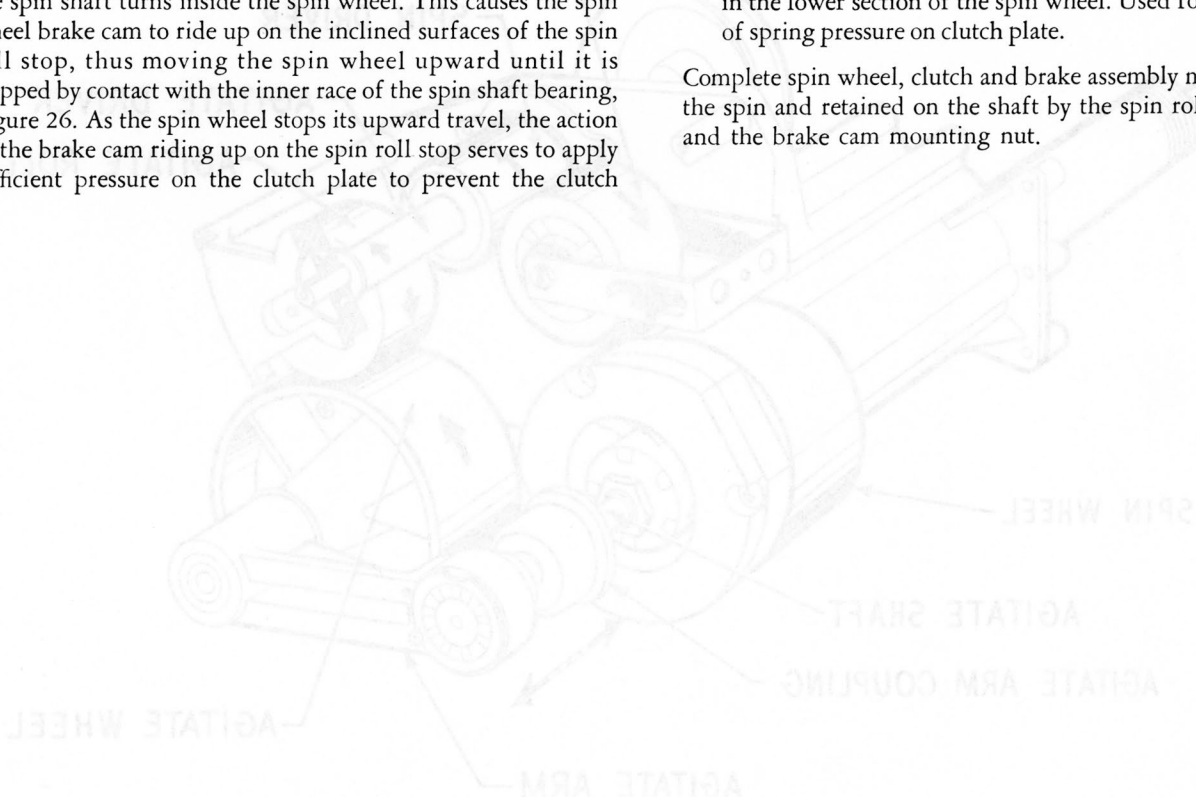 spin shaft turns inside the spin wheel. This causes the spin
brake cam to ride up on the inclined surfaces of the spin
stop, thus moving the spin wheel upward until it is
by contact with the inner race of the spin shaft bearing,
26. As the spin wheel stops its upward travel, the action
the brake cam riding up on the spin roll stop serves to apply
pressure on the clutch plate to prevent the clutch
in the lower section of the spin wheel. Used
of spring pressure on clutch plate.
Complete spin wheel, clutch and brake assembly
the spin and retained on the shaft by the spin
and the brake cam mounting nut.
SPIN WHEEL
AGITATE SHAFT
AGITATE ARM COUPLING
AGITATE WHEEL
AGITATE ARM